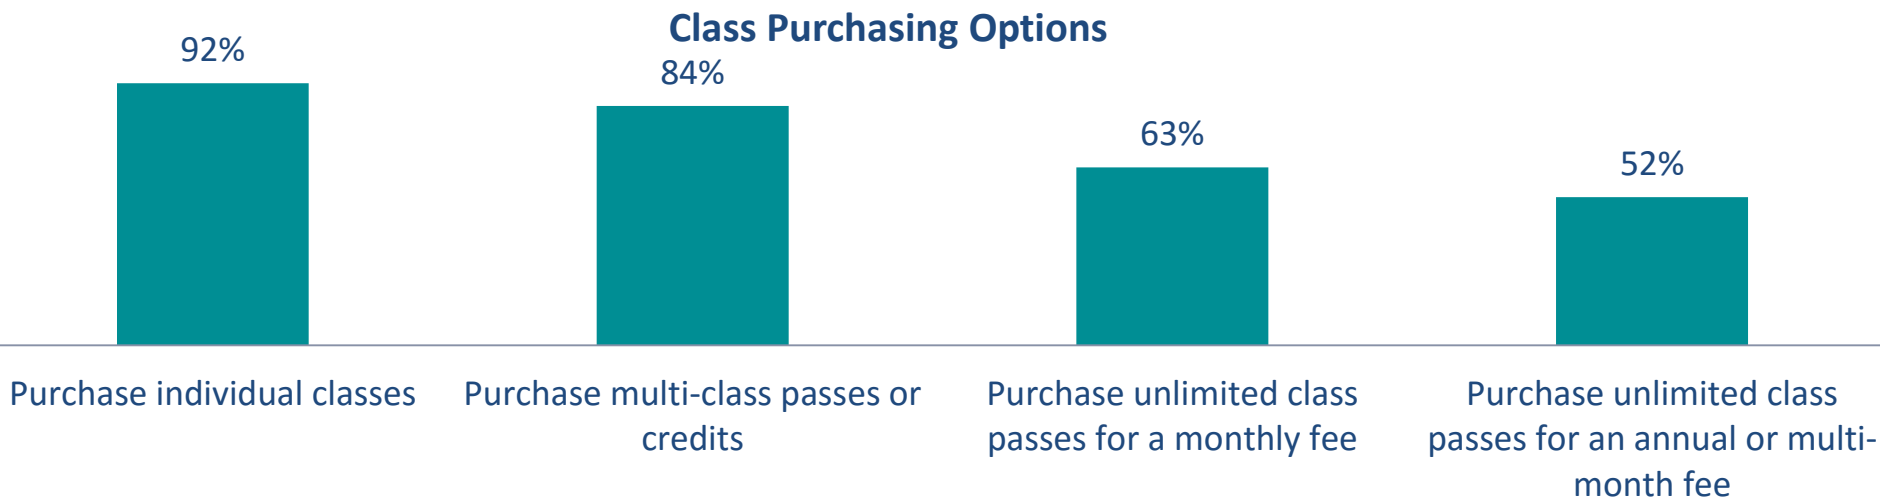 Class Purchasing Options
92%
84%
63%
52%
Purchase individual classes
Purchase multi-class passes or
credits
Purchase unlimited class
passes for a monthly fee
Purchase unlimited class
passes for an annual or multi-
month fee